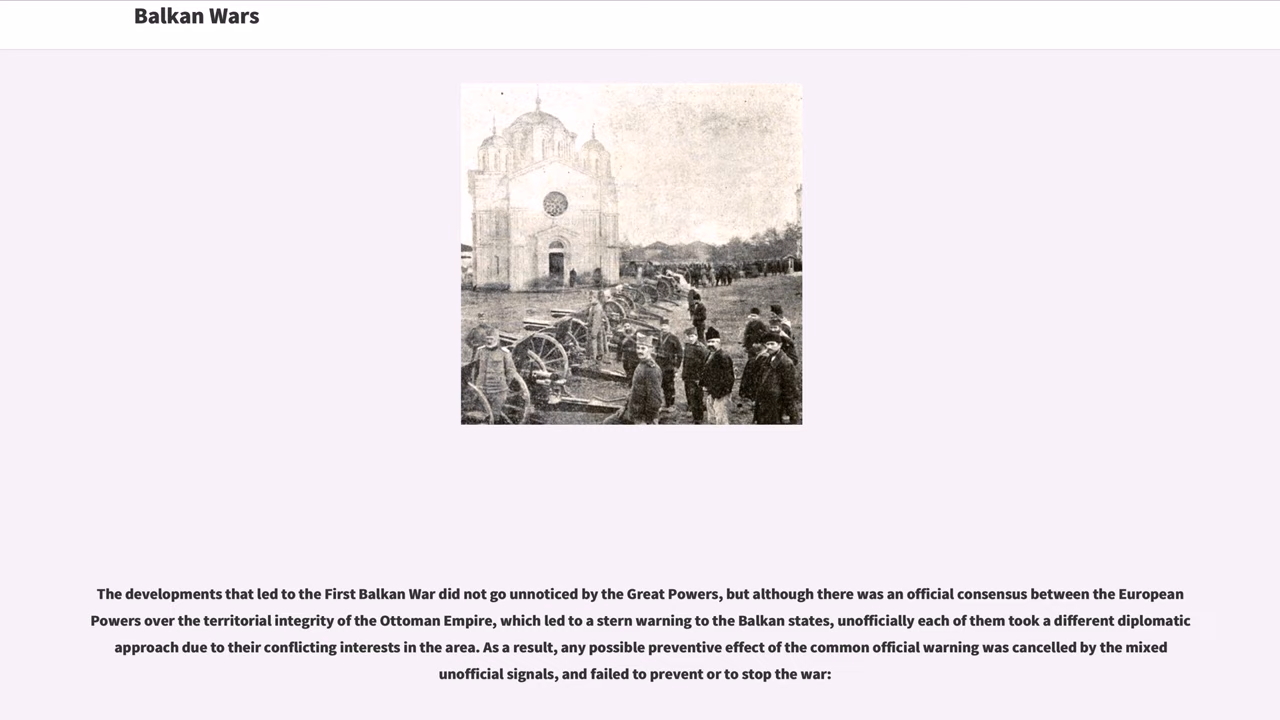 Balkan Wars
The developments that led to the First Balkan War did not go unnoticed by the Great Powers, but although there was an official consensus between the European
Powers over the territorial integrity of the Ottoman Empire, which led to a stern warning to the Balkan states, unofficially each of them took a different diplomatic
approach due to their conflicting interests in the area. As a result, any possible preventive effect of the common official warning was cancelled by the mixed
unofficial signals, and failed to prevent or to stop the war: